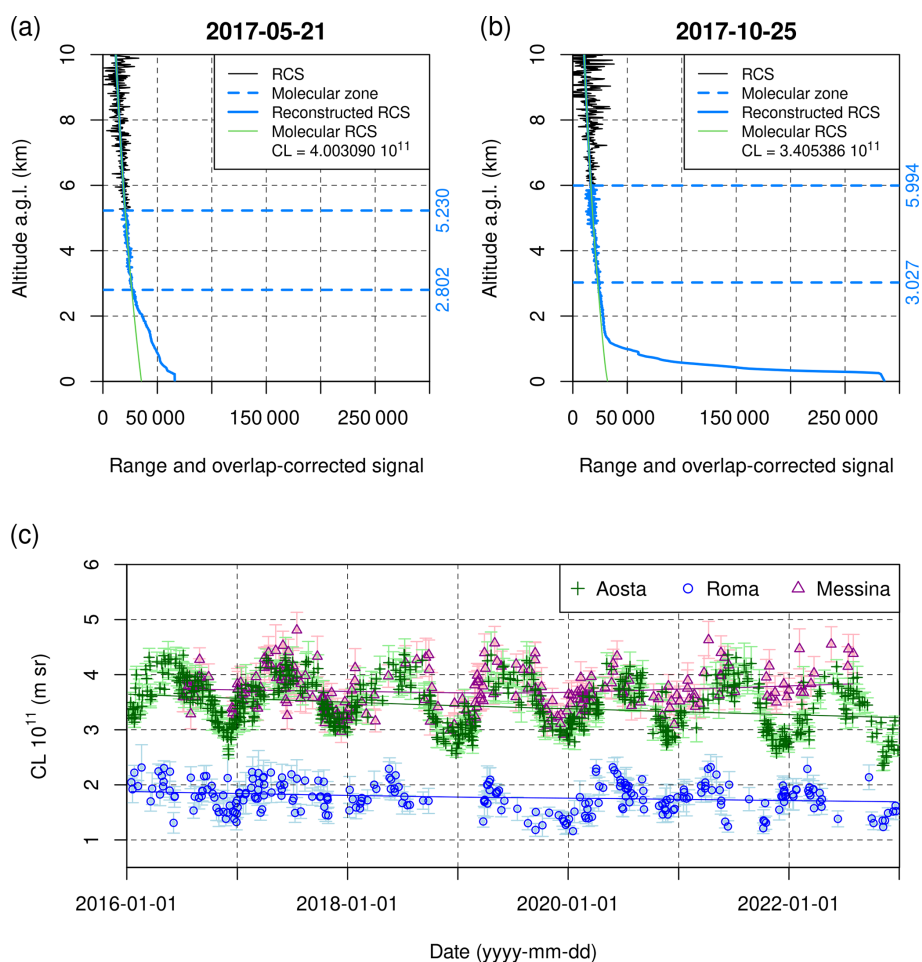 (a)
2017-05-21
RCS
Molecular zone
Reconstructed RCS
Molecular RCS
CL = 4.003090 10¹¹
Altitude a.g.l. (km)
10
8
6
4
2
0
5.230
2.802
0
50 000
150 000
250 000
Range and overlap-corrected signal
(b)
2017-10-25
RCS
Molecular zone
Reconstructed RCS
Molecular RCS
CL = 3.405386 10¹¹
Altitude a.g.l. (km)
10
8
6
4
2
0
5.994
3.027
0
50 000
150 000
250 000
Range and overlap-corrected signal
(c)
Aosta Roma Messina
CL 10¹¹ (m sr)
6
5
4
3
2
1
2016-01-01
2018-01-01
2020-01-01
2022-01-01
Date (yyyy-mm-dd)